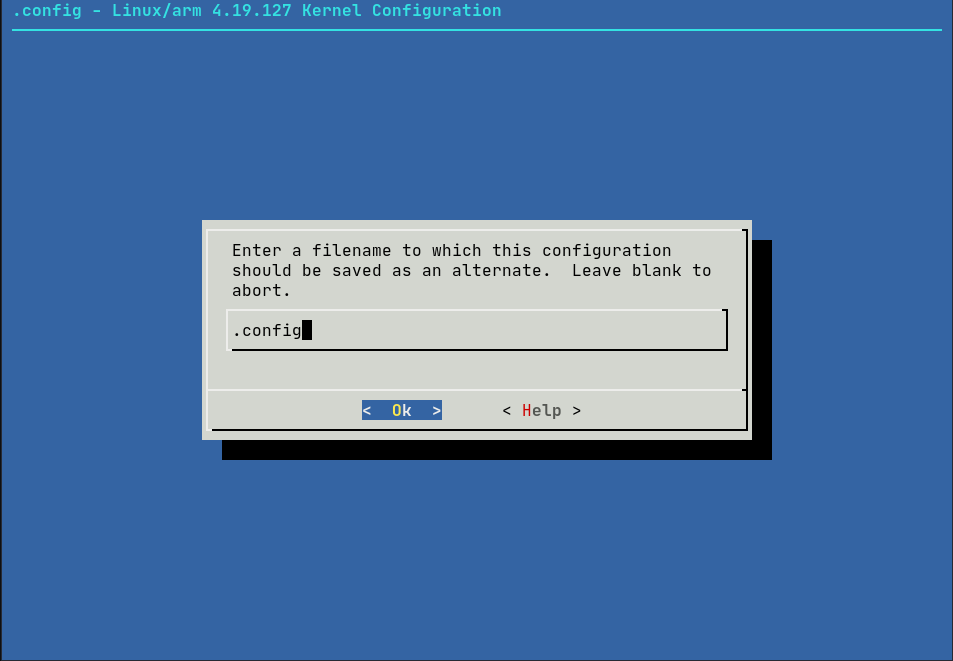 .config - Linux/arm 4.19.127 Kernel Configuration
Enter a filename to which this configuration
should be saved as an alternate.  Leave blank to
abort.
.config
<  Ok  >      < Help >